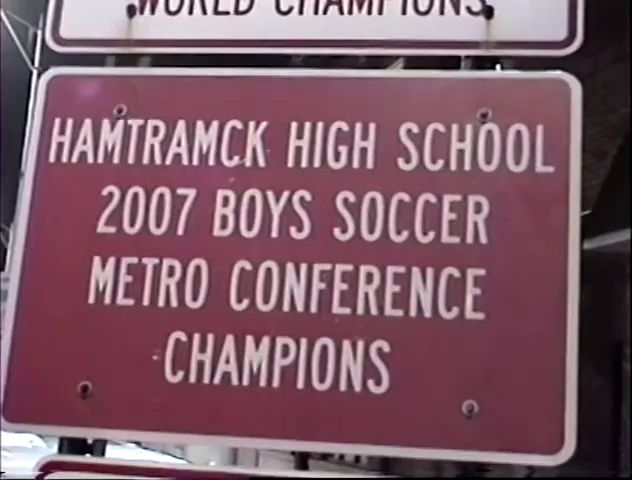 WORLD CHAMPIONS
HAMTRAMCK HIGH SCHOOL
2007 BOYS SOCCER
METRO CONFERENCE
CHAMPIONS